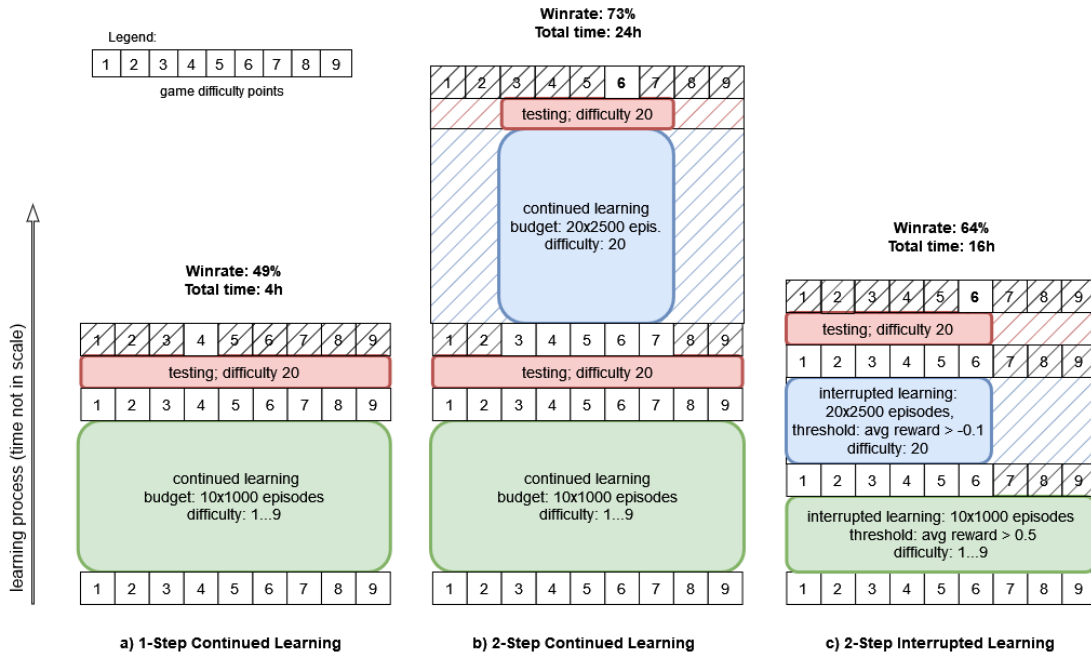 Legend:
1 2 3 4 5 6 7 8 9
game difficulty points
learning process (time not in scale)
Winrate: 49%
Total time: 4h
1 2 3 4 5 6 7 8 9
testing; difficulty 20
1 2 3 4 5 6 7 8 9
continued learning
budget: 10x1000 episodes
difficulty: 1...9
1 2 3 4 5 6 7 8 9
a) 1-Step Continued Learning
Winrate: 73%
Total time: 24h
1 2 3 4 5 6 7 8 9
testing; difficulty 20
continued learning
budget: 20x2500 epis.
difficulty: 20
1 2 3 4 5 6 7 8 9
testing; difficulty 20
1 2 3 4 5 6 7 8 9
continued learning
budget: 10x1000 episodes
difficulty: 1...9
1 2 3 4 5 6 7 8 9
b) 2-Step Continued Learning
Winrate: 64%
Total time: 16h
1 2 3 4 5 6 7 8 9
testing; difficulty 20
1 2 3 4 5 6 7 8 9
interrupted learning:
20x2500 episodes,
threshold: avg reward > -0.1
difficulty: 20
1 2 3 4 5 6 7 8 9
interrupted learning: 10x1000 episodes
threshold: avg reward > 0.5
difficulty: 1...9
1 2 3 4 5 6 7 8 9
c) 2-Step Interrupted Learning